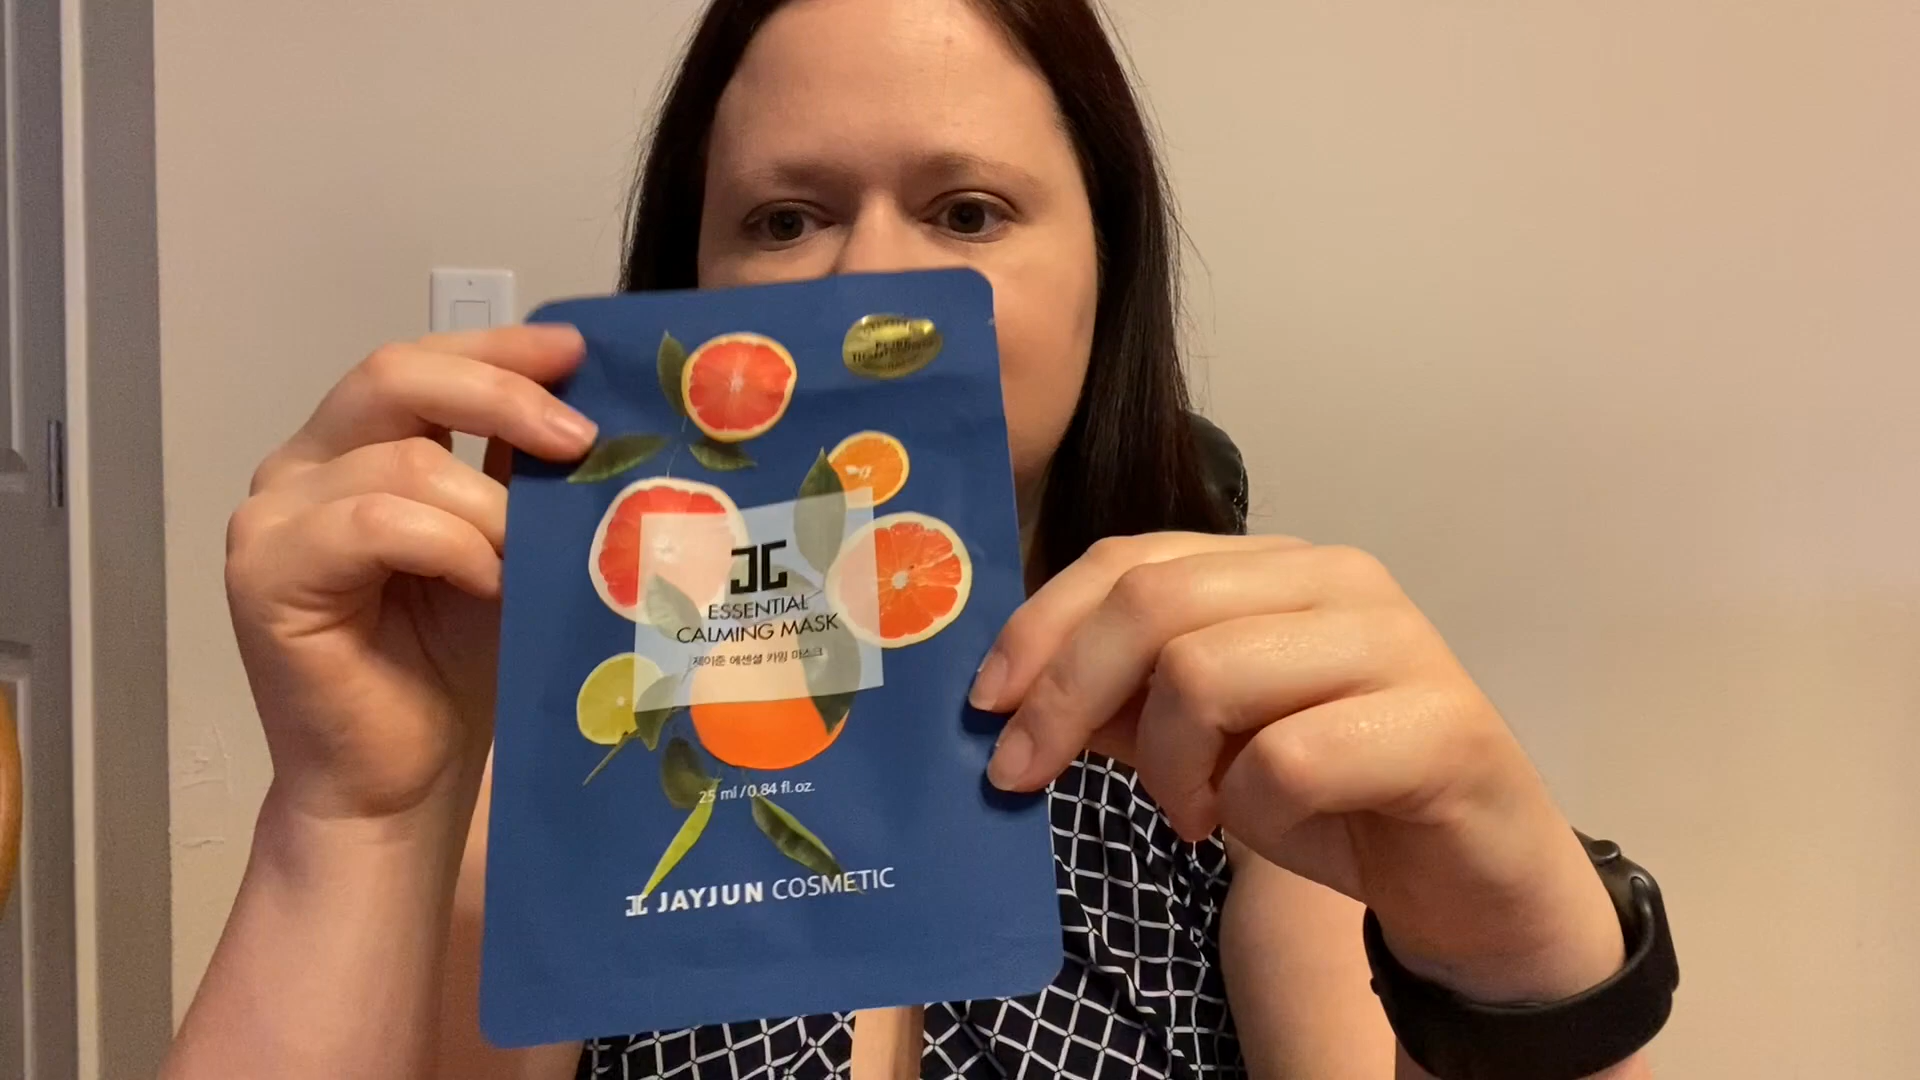 ESSENTIAL
CALMING MASK
제이준 에센셜 카밍 마스크
25 ml / 0.84 fl.oz.
JAYJUN COSMETIC